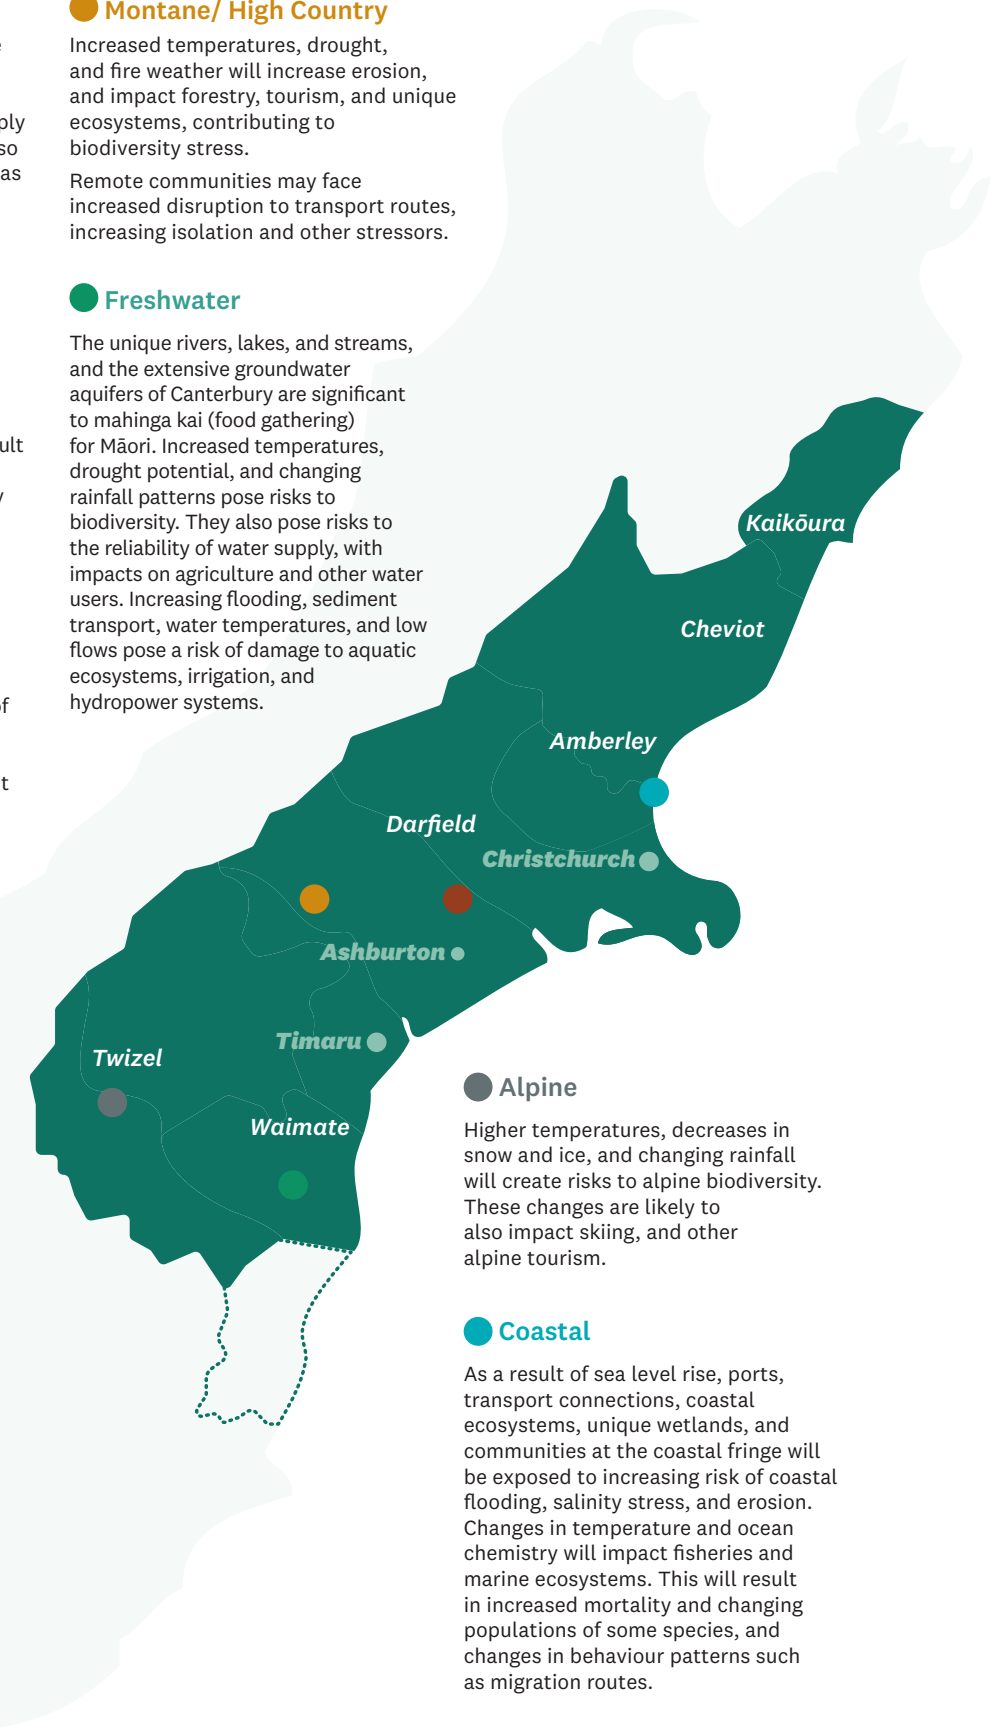 Montane/ High Country
Increased temperatures, drought,
and fire weather will increase erosion,
and impact forestry, tourism, and unique
ecosystems, contributing to
biodiversity stress.
Remote communities may face
increased disruption to transport routes,
increasing isolation and other stressors.
so
as
Freshwater
The unique rivers, lakes, and streams,
and the extensive groundwater
aquifers of Canterbury are significant
to mahinga kai (food gathering)
for Māori. Increased temperatures,
drought potential, and changing
rainfall patterns pose risks to
biodiversity. They also pose risks to
the reliability of water supply, with
impacts on agriculture and other water
users. Increasing flooding, sediment
transport, water temperatures, and low
flows pose a risk of damage to aquatic
ecosystems, irrigation, and
hydropower systems.
Kaikōura
Cheviot
Amberley
Darfield
Christchurch
Ashburton
Timaru
Twizel
Waimate
Alpine
Higher temperatures, decreases in
snow and ice, and changing rainfall
will create risks to alpine biodiversity.
These changes are likely to
also impact skiing, and other
alpine tourism.
Coastal
As a result of sea level rise, ports,
transport connections, coastal
ecosystems, unique wetlands, and
communities at the coastal fringe will
be exposed to increasing risk of coastal
flooding, salinity stress, and erosion.
Changes in temperature and ocean
chemistry will impact fisheries and
marine ecosystems. This will result
in increased mortality and changing
populations of some species, and
changes in behaviour patterns such
as migration routes.